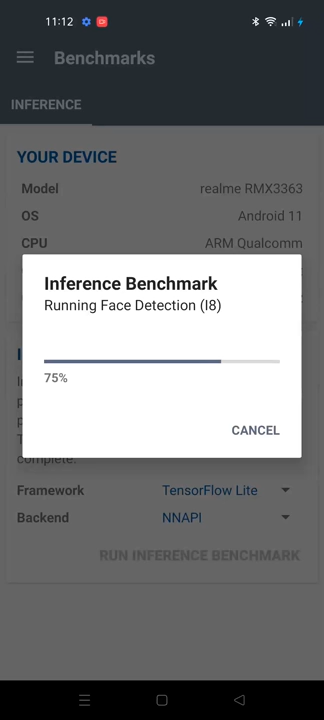 11:12
Benchmarks
INFERENCE
YOUR DEVICE
Model realme RMX3363
OS Android 11
CPU ARM Qualcomm
Inference Benchmark
Running Face Detection (I8)
75%
CANCEL
complete.
Framework TensorFlow Lite
Backend NNAPI
RUN INFERENCE BENCHMARK